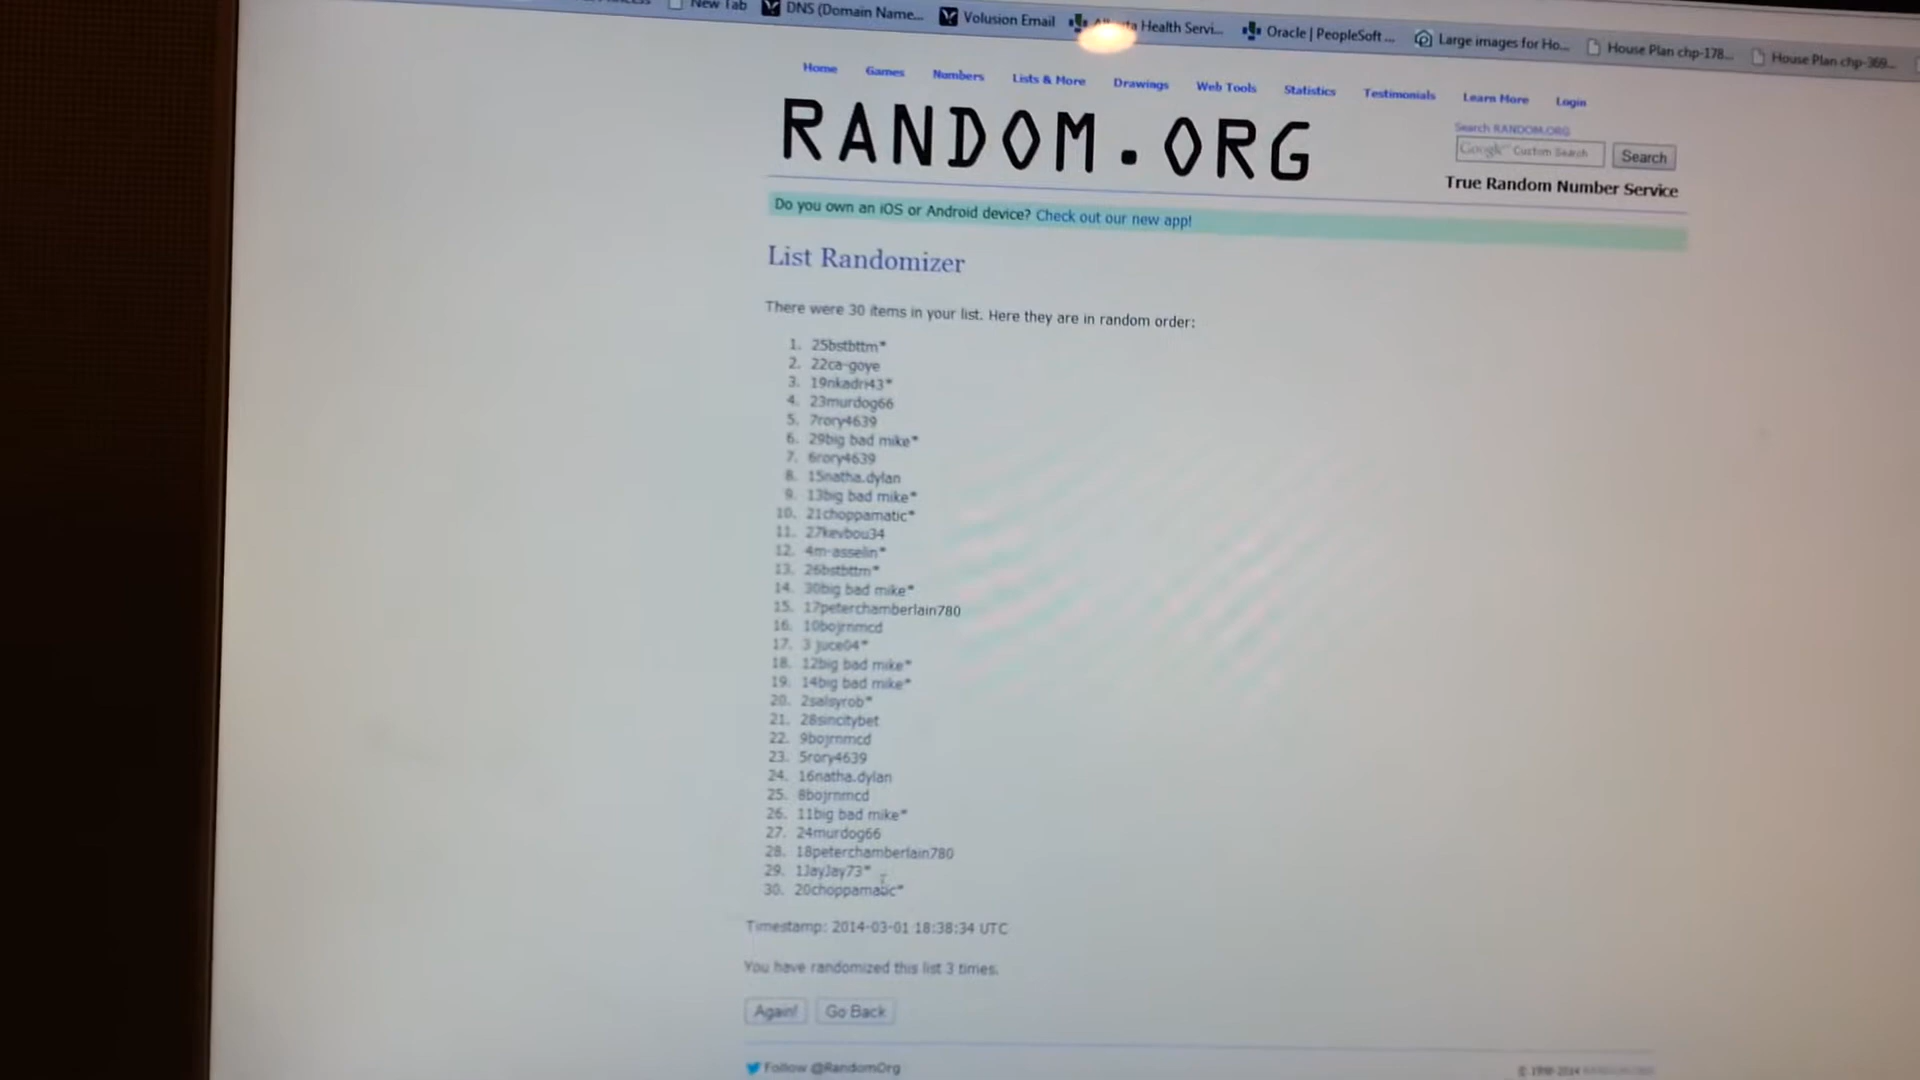 New Tab DNS (Domain Name... Volusion Email Health Servi... Oracle | PeopleSoft ... Large images for Ho... House Plan chp-178... House Plan chp-369...
Home Games Numbers Lists & More Drawings Web Tools Statistics Testimonials Learn More Login
RANDOM.ORG
Search RANDOM.ORG
Google Custom Search Search
True Random Number Service
Do you own an iOS or Android device? Check out our new app!
List Randomizer
There were 30 items in your list. Here they are in random order:
1. 25bstbttm*
2. 22ca-goye
3. 19nkadri43*
4. 23murdog66
5. 7rory4639
6. 29big bad mike*
7. 6rory4639
8. 15natha.dylan
9. 13big bad mike*
10. 21choppamatic*
11. 27kevbou34
12. 4m-asselin*
13. 26bstbttm*
14. 30big bad mike*
15. 17peterchamberlain780
16. 10bojrnmcd
17. 3 juce04*
18. 12big bad mike*
19. 14big bad mike*
20. 2salsyrob*
21. 28sincitybet
22. 9bojrnmcd
23. 5rory4639
24. 16natha.dylan
25. 8bojrnmcd
26. 11big bad mike*
27. 24murdog66
28. 18peterchamberlain780
29. 1JayJay73*
30. 20choppamatic*
Timestamp: 2014-03-01 18:38:34 UTC
You have randomized this list 3 times.
Again! Go Back
Follow @RandomOrg
© 1998-2014 RANDOM.ORG